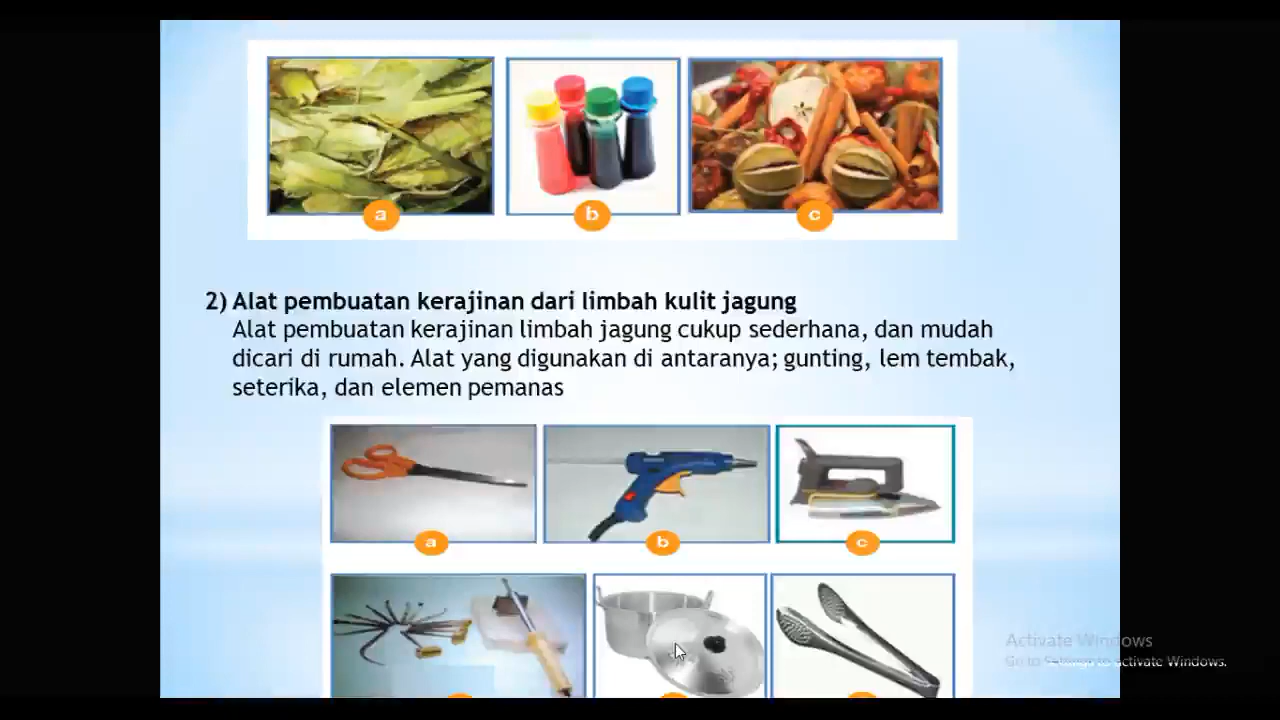 a
b
c
2) Alat pembuatan kerajinan dari limbah kulit jagung
Alat pembuatan kerajinan limbah jagung cukup sederhana, dan mudah
dicari di rumah. Alat yang digunakan di antaranya; gunting, lem tembak,
seterika, dan elemen pemanas
a
b
c
Activate Windows
Go to Settings to activate Windows.